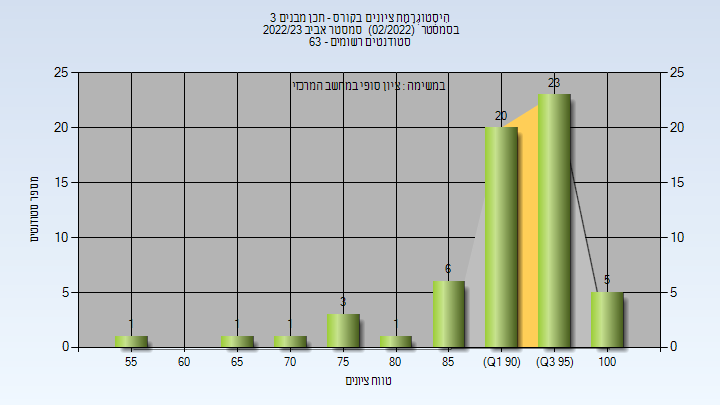 הִיסְטוֹגְרַמַּת ציונים בקורס - תכן מבנים 3
בסמסטר (02/2022) סמסטר אביב 2022/23
סטודנטים רשומים - 63
במשימה : ציון סופי במחשב המרכזי
מספר סטודנטים
25 20 15 10 5 0
25 20 15 10 5 0
1 1 1 3 1 6 20 23 5
55 60 65 70 75 80 85 (Q1 90) (Q3 95) 100
טווח ציונים